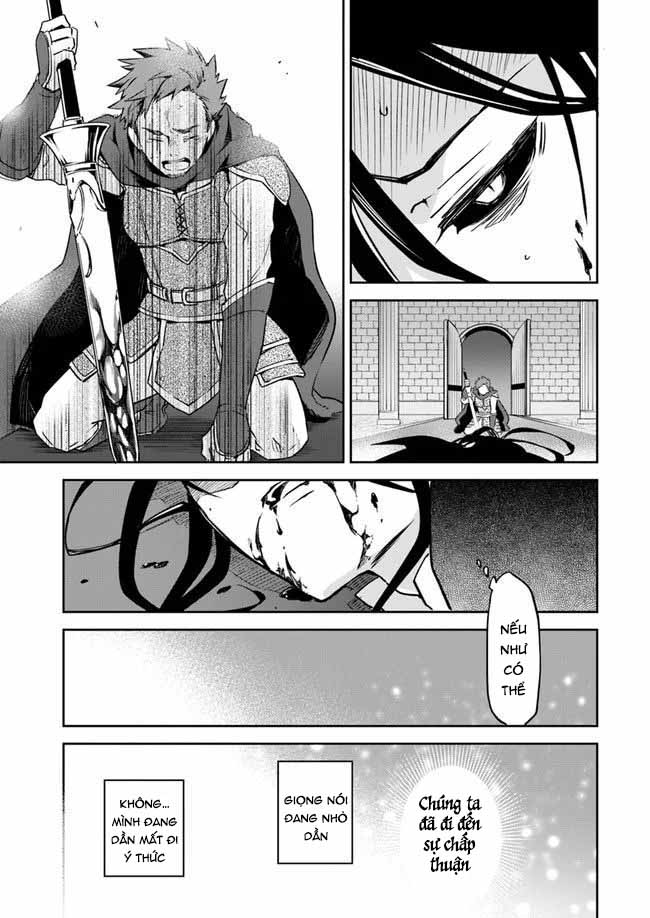 NẾU
NHƯ
CÓ
THỂ
Chúng ta
đã đi đến
sự chấp
thuận
GIỌNG NÓI
ĐANG NHỎ
DẦN
KHÔNG...
MÌNH ĐANG
DẦN MẤT ĐI
Ý THỨC